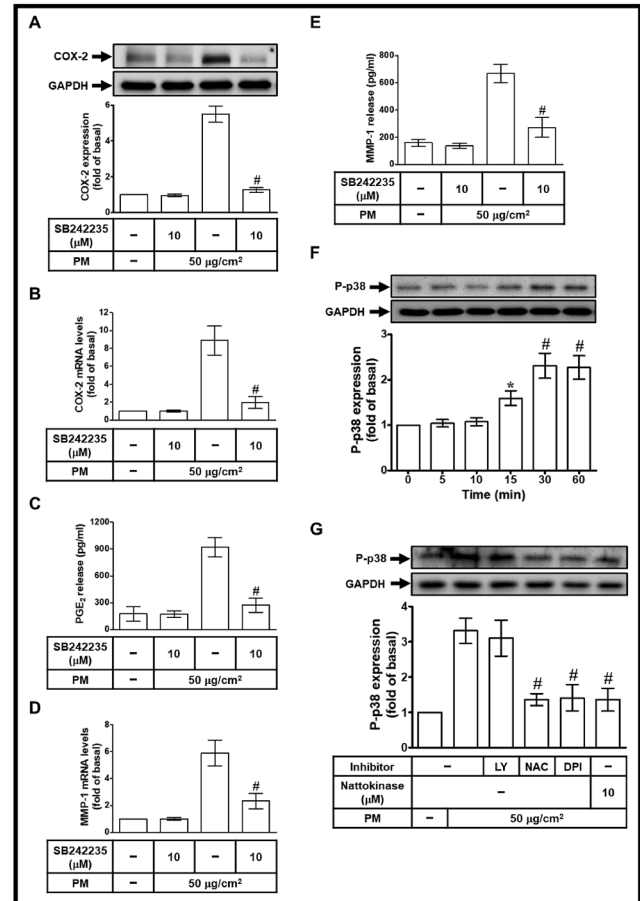 A
COX-2
GAPDH
COX-2 expression
(fold of basal)
6
4
2
0
#
SB242235
(μM)
– 10 – 10
PM – 50 μg/cm²
B
COX-2 mRNA levels
(fold of basal)
12
10
8
6
4
2
0
#
SB242235
(μM)
– 10 – 10
PM – 50 μg/cm²
C
PGE₂ release (pg/ml)
1200
900
600
300
0
#
SB242235
(μM)
– 10 – 10
PM – 50 μg/cm²
D
MMP-1 mRNA levels
(fold of basal)
8
6
4
2
0
#
SB242235
(μM)
– 10 – 10
PM – 50 μg/cm²
E
MMP-1 release (pg/ml)
800
600
400
200
0
#
SB242235
(μM)
– 10 – 10
PM – 50 μg/cm²
F
P-p38
GAPDH
P-p38 expression
(fold of basal)
3
2
1
0
* # #
0 5 10 15 30 60
Time (min)
G
P-p38
GAPDH
P-p38 expression
(fold of basal)
4
3
2
1
0
# # #
Inhibitor – LY NAC DPI –
Nattokinase
(μM)
– 10
PM – 50 μg/cm²